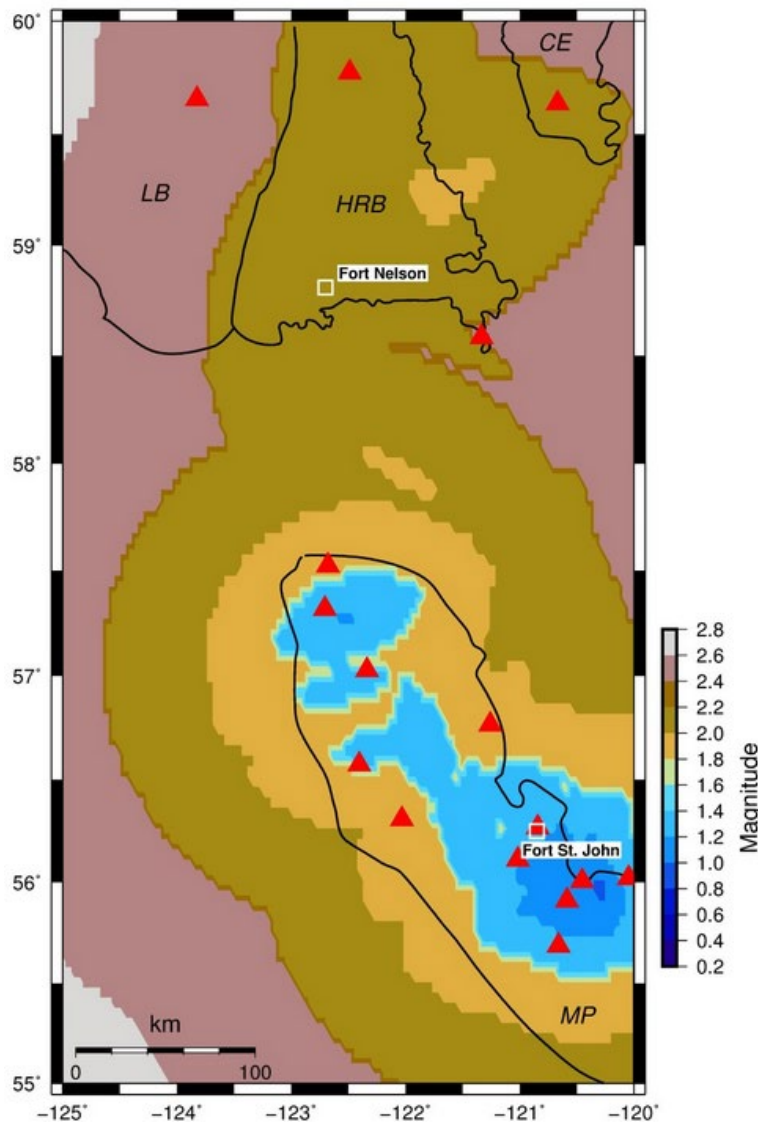 60°
CE
LB
HRB
59°
Fort Nelson
58°
57°
2.8
2.6
2.4
2.2
2.0
1.8
1.6
1.4
1.2
1.0
0.8
0.6
0.4
0.2
Magnitude
Fort St. John
56°
MP
km
0 100
55°
−125° −124° −123° −122° −121° −120°